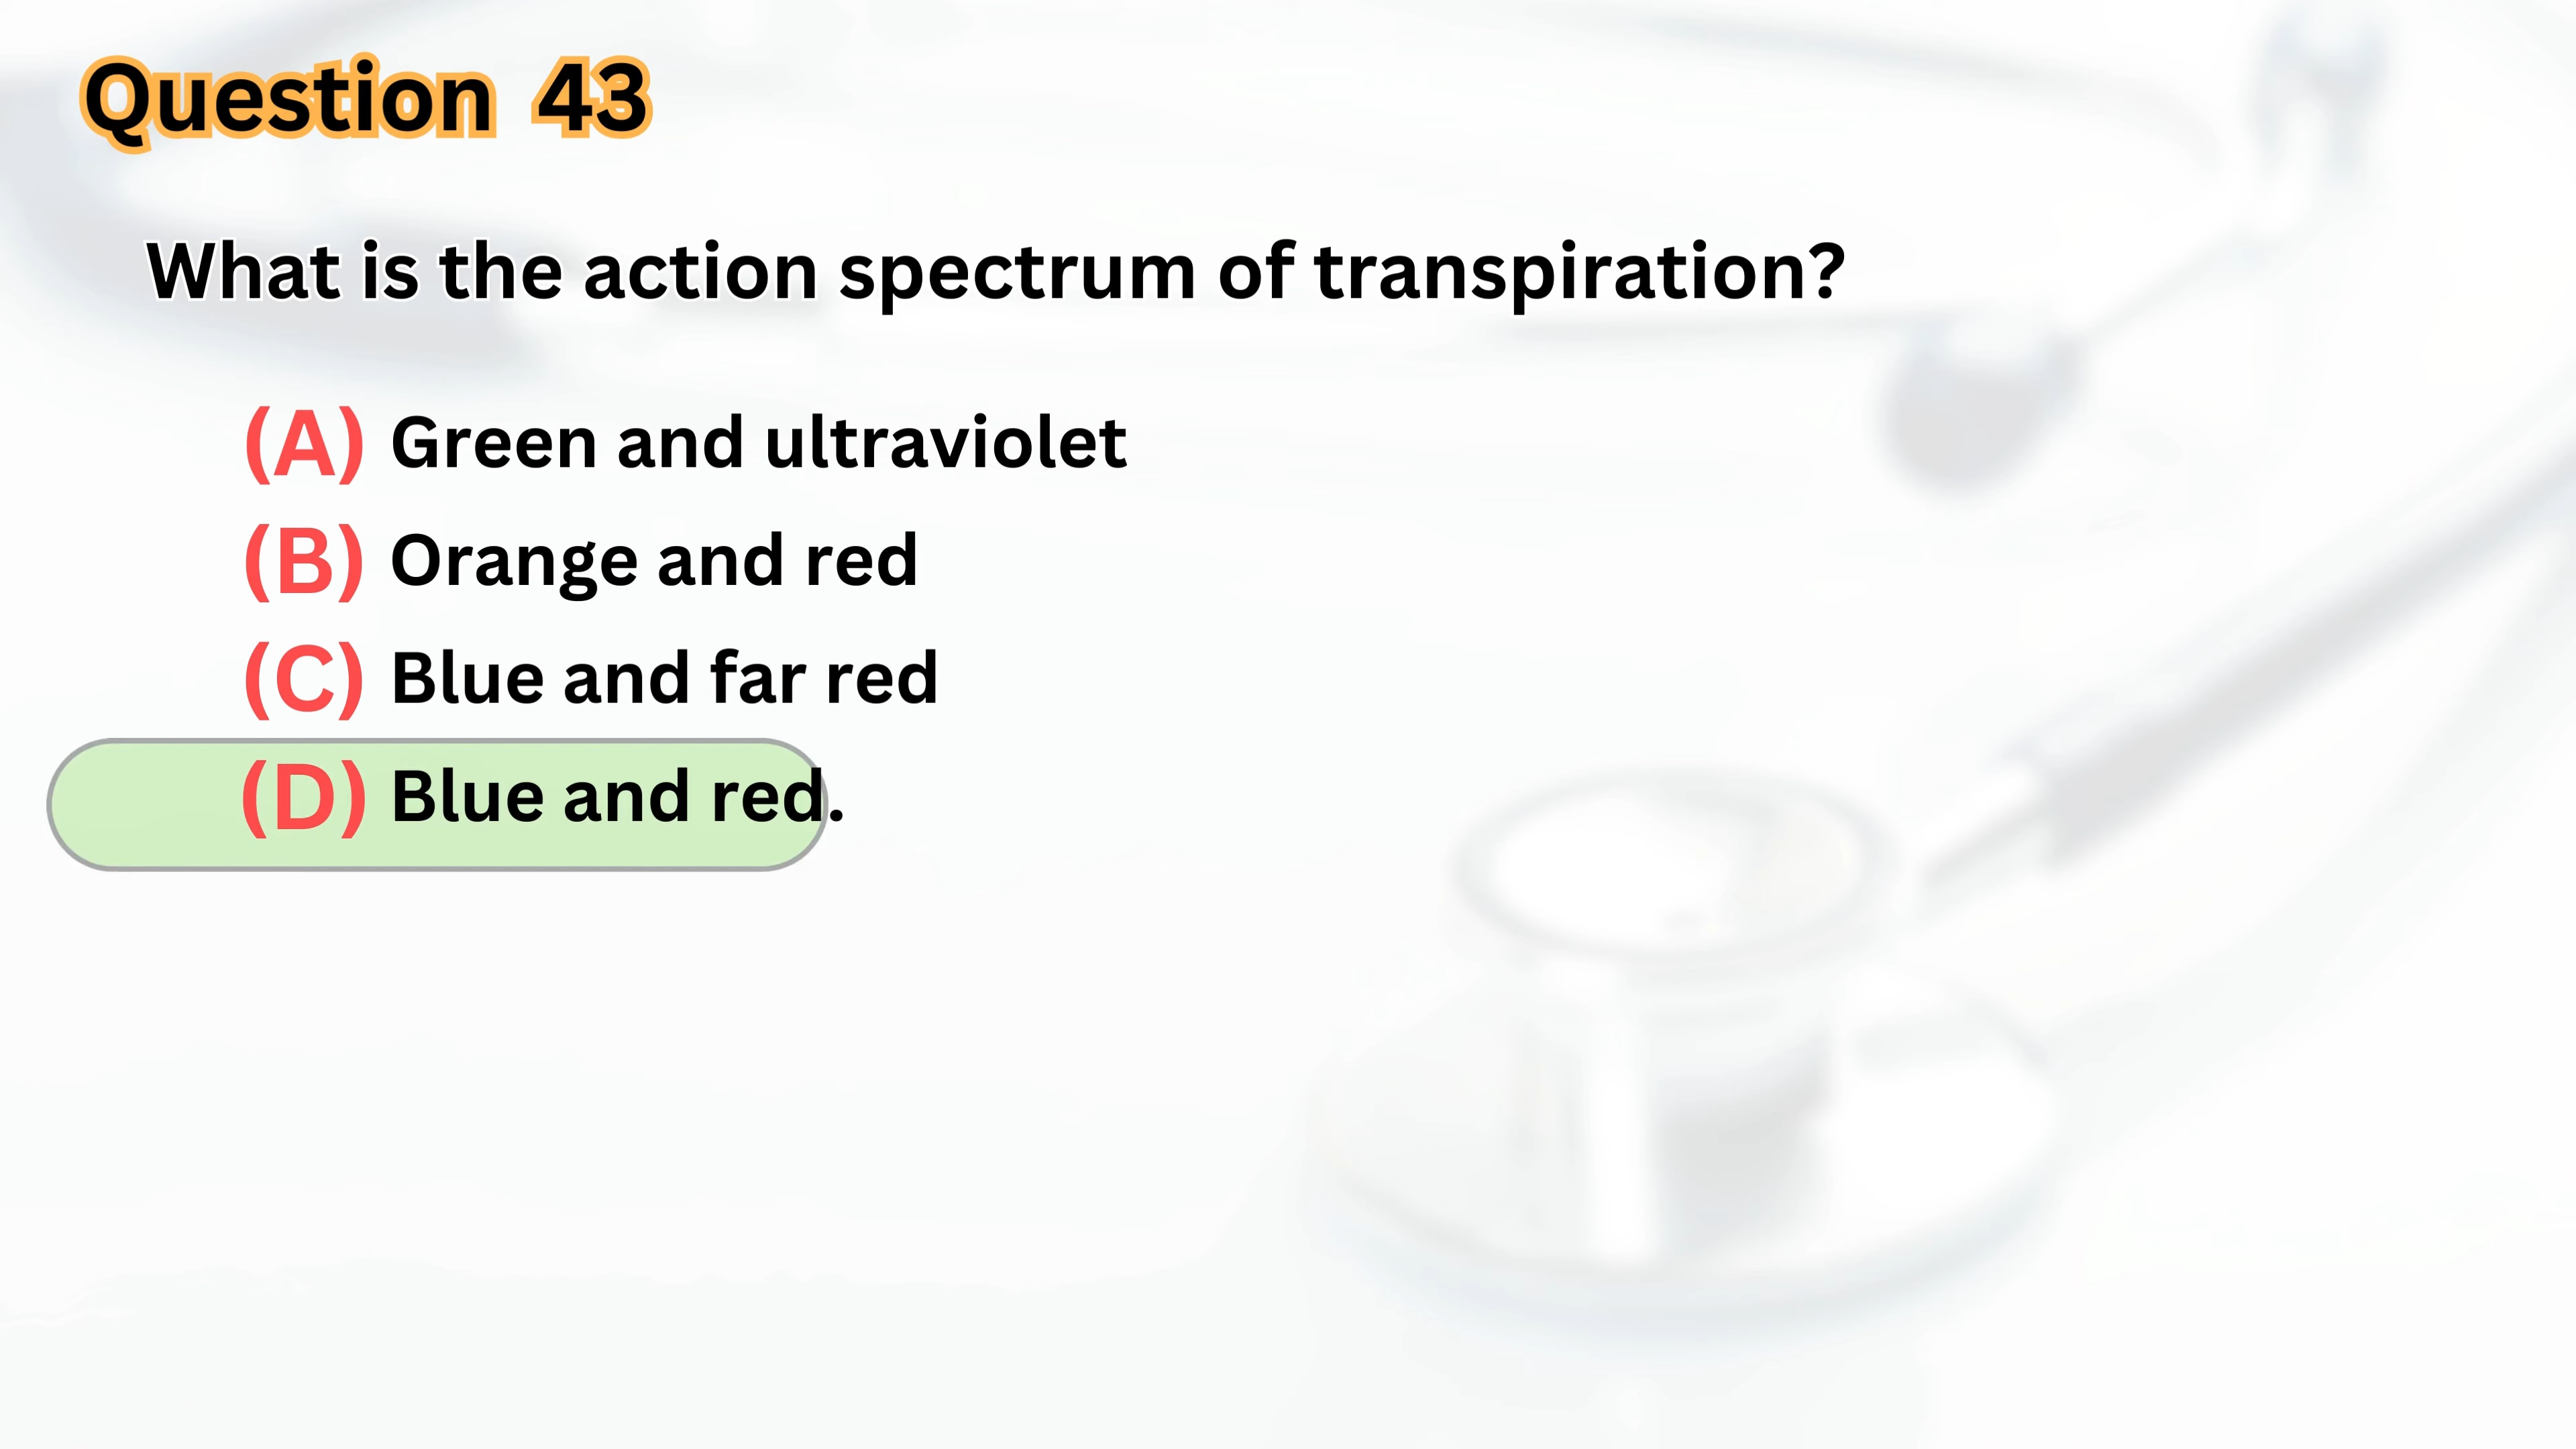 Question 43
What is the action spectrum of transpiration?
(A) Green and ultraviolet
(B) Orange and red
(C) Blue and far red
(D) Blue and red.